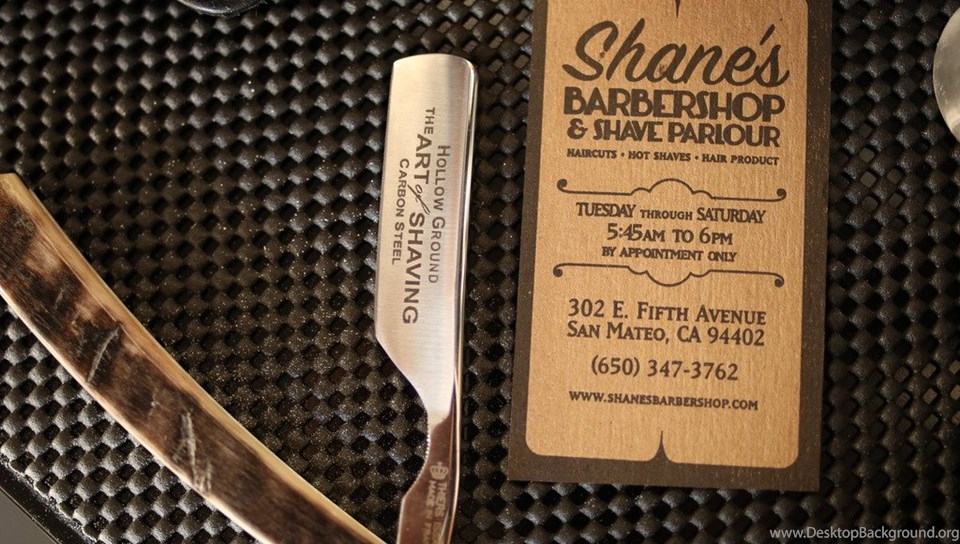 HOLLOW GROUND
THE ART of SHAVING
CARBON STEEL
Shane's
BARBERSHOP
& SHAVE PARLOUR
HAIRCUTS • HOT SHAVES • HAIR PRODUCT
TUESDAY THROUGH SATURDAY
5:45AM TO 6PM
BY APPOINTMENT ONLY
302 E. FIFTH AVENUE
SAN MATEO, CA 94402
(650) 347-3762
WWW.SHANESBARBERSHOP.COM
www.DesktopBackground.org